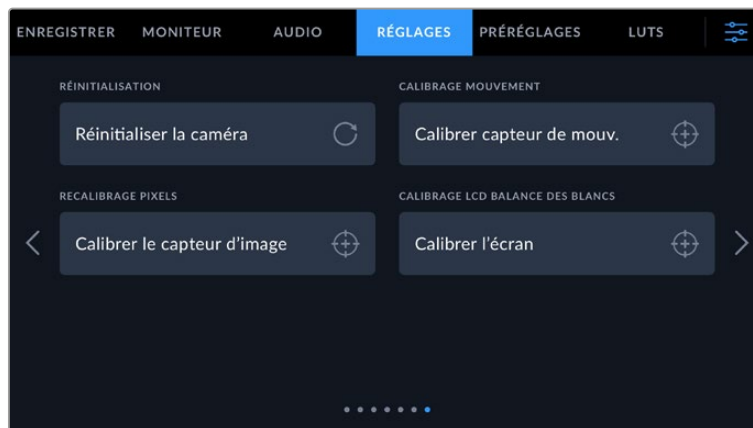 ENREGISTRER MONITEUR AUDIO RÉGLAGES PRÉRÉGLAGES LUTS
RÉINITIALISATION CALIBRAGE MOUVEMENT
Réinitialiser la caméra Calibrer capteur de mouv.
RECALIBRAGE PIXELS CALIBRAGE LCD BALANCE DES BLANCS
Calibrer le capteur d’image Calibrer l’écran